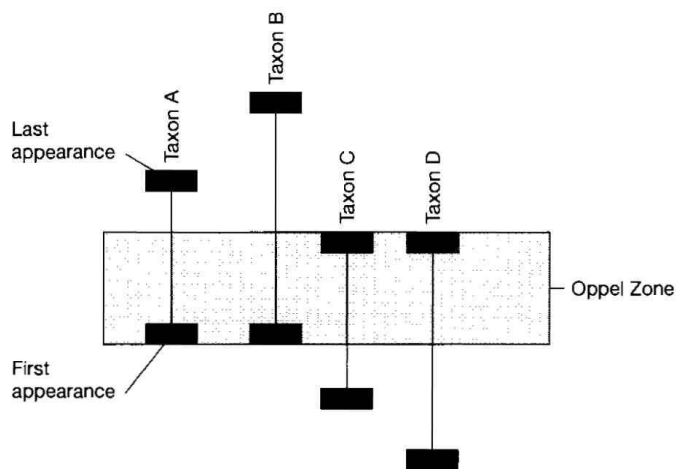 Taxon B
Taxon A
Last
appearance
Taxon C
Taxon D
Oppel Zone
First
appearance